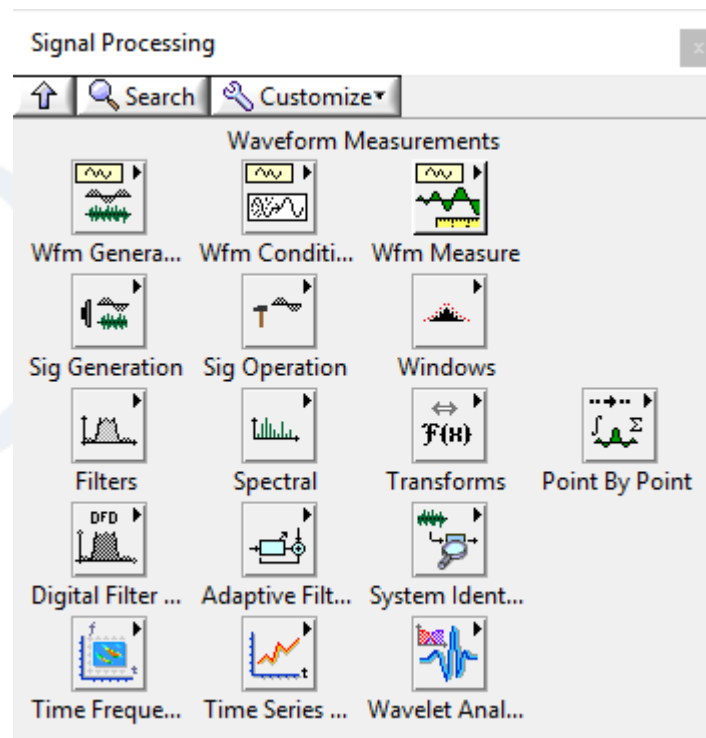 Signal Processing
x
Search Customize
Waveform Measurements
Wfm Genera... Wfm Conditi... Wfm Measure
Sig Generation Sig Operation Windows
ℱ(x) ∫ Σ
Filters Spectral Transforms Point By Point
DFD
Digital Filter ... Adaptive Filt... System Ident...
f t t
Time Freque... Time Series ... Wavelet Anal...